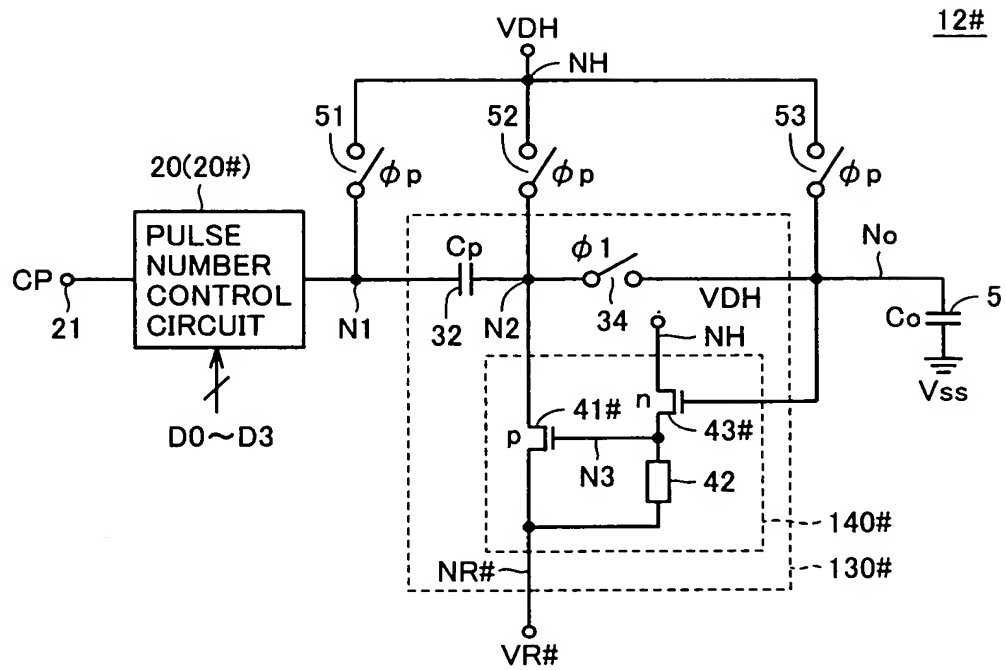 12#
VDH
NH
51
52
53
φp
φp
φp
20(20#)
PULSE
NUMBER
CONTROL
CIRCUIT
CP
21
N1
Cp
32
N2
φ1
34
VDH
No
Co
5
Vss
NH
n
43#
41#
p
N3
42
D0~D3
140#
130#
NR#
VR#